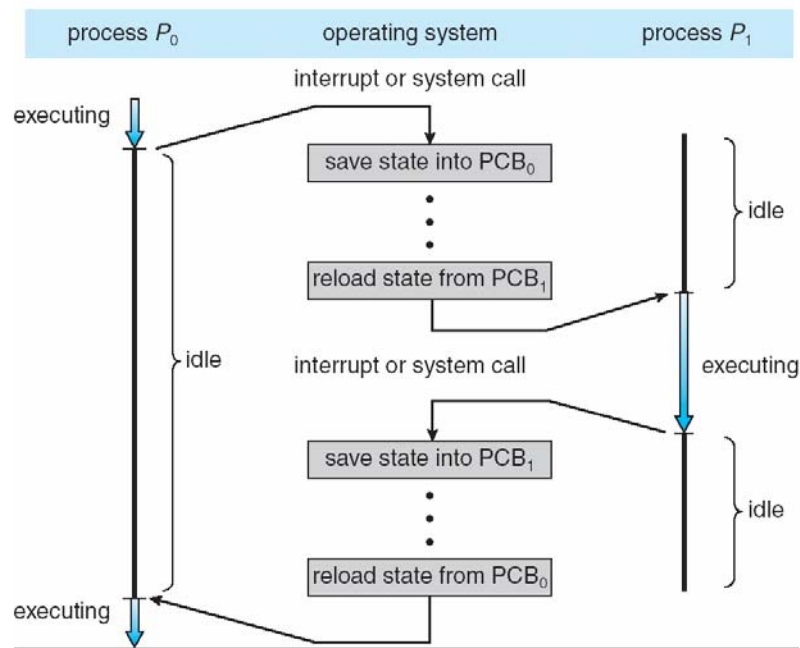 process P₀ operating system process P₁
interrupt or system call
executing
save state into PCB₀
idle
reload state from PCB₁
idle
interrupt or system call
executing
save state into PCB₁
idle
reload state from PCB₀
executing